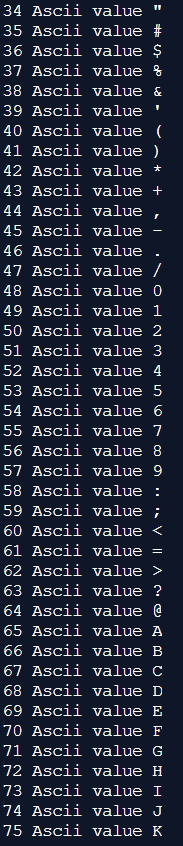 34 Ascii value "
35 Ascii value #
36 Ascii value $
37 Ascii value %
38 Ascii value &
39 Ascii value '
40 Ascii value (
41 Ascii value )
42 Ascii value *
43 Ascii value +
44 Ascii value ,
45 Ascii value -
46 Ascii value .
47 Ascii value /
48 Ascii value 0
49 Ascii value 1
50 Ascii value 2
51 Ascii value 3
52 Ascii value 4
53 Ascii value 5
54 Ascii value 6
55 Ascii value 7
56 Ascii value 8
57 Ascii value 9
58 Ascii value :
59 Ascii value ;
60 Ascii value <
61 Ascii value =
62 Ascii value >
63 Ascii value ?
64 Ascii value @
65 Ascii value A
66 Ascii value B
67 Ascii value C
68 Ascii value D
69 Ascii value E
70 Ascii value F
71 Ascii value G
72 Ascii value H
73 Ascii value I
74 Ascii value J
75 Ascii value K